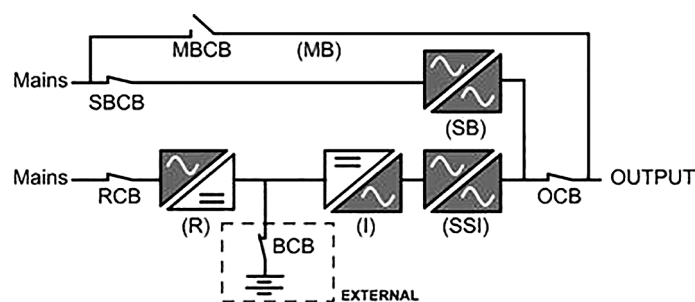 MBCB
(MB)
Mains
SBCB
(SB)
Mains
RCB
(R)
(I)
(SSI)
OCB
OUTPUT
BCB
EXTERNAL